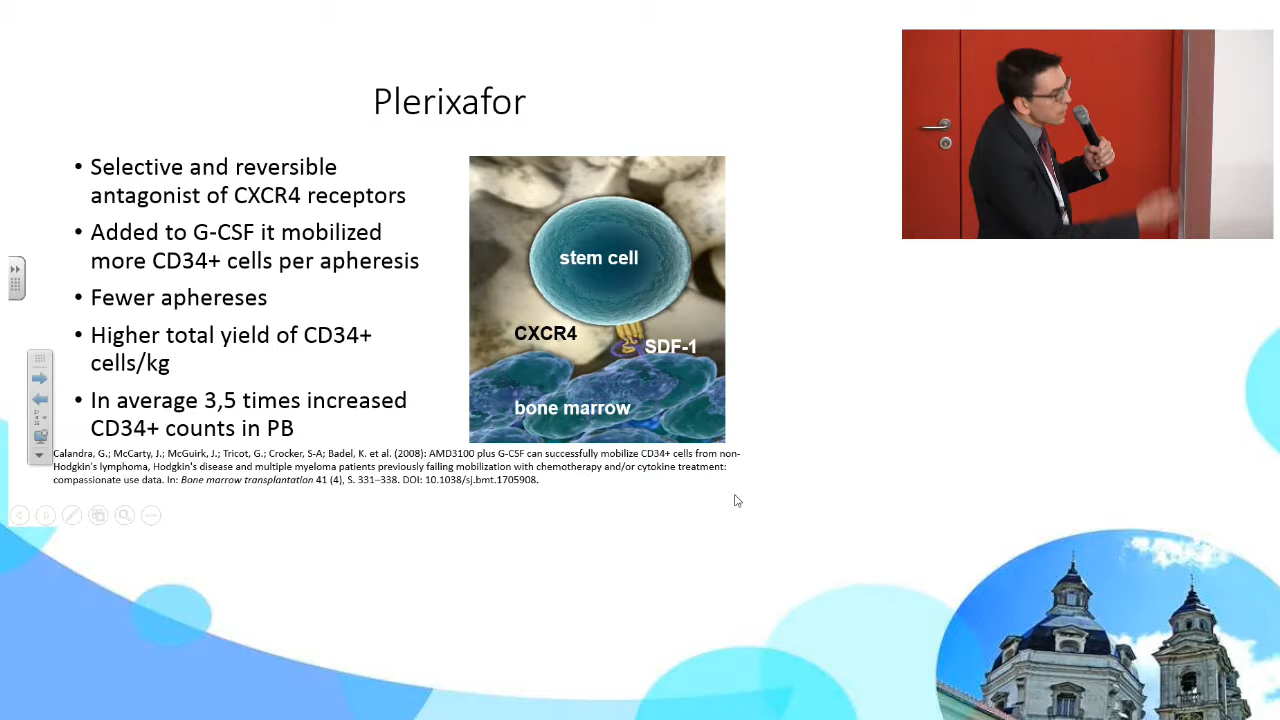 Plerixafor
• Selective and reversible
antagonist of CXCR4 receptors
• Added to G-CSF it mobilized
more CD34+ cells per apheresis
• Fewer aphereses
• Higher total yield of CD34+
cells/kg
• In average 3,5 times increased
CD34+ counts in PB
stem cell
CXCR4
SDF-1
bone marrow
Calandra, G.; McCarty, J.; McGuirk, J.; Tricot, G.; Crocker, S-A; Badel, K. et al. (2008): AMD3100 plus G-CSF can successfully mobilize CD34+ cells from non-
Hodgkin's lymphoma, Hodgkin's disease and multiple myeloma patients previously failing mobilization with chemotherapy and/or cytokine treatment:
compassionate use data. In: Bone marrow transplantation 41 (4), S. 331–338. DOI: 10.1038/sj.bmt.1705908.